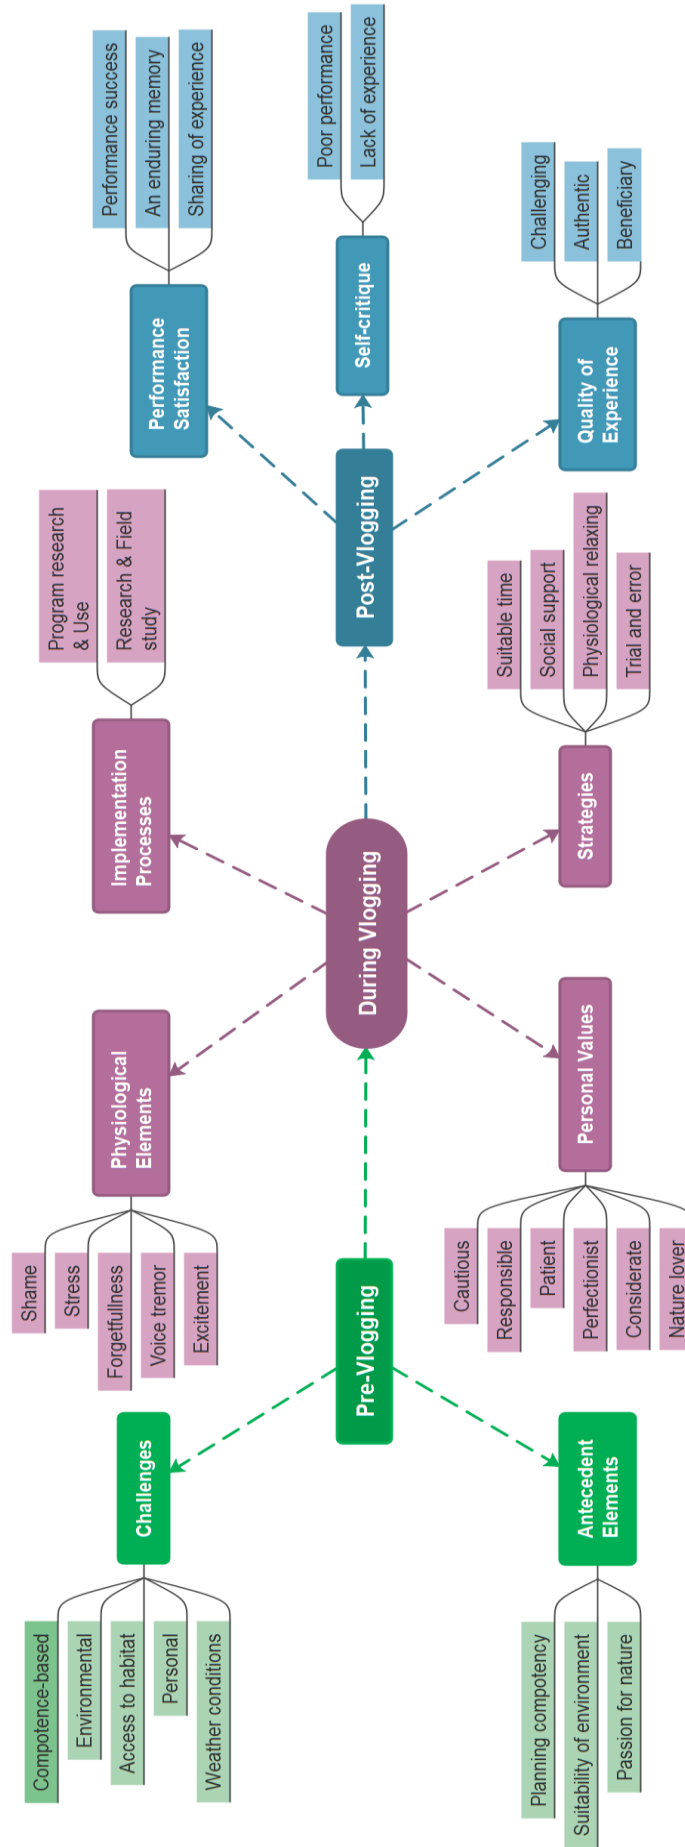 Compotence-based
Environmental
Access to habitat
Personal
Weather conditions
Challenges
Pre-Vlogging
Antecedent
Elements
Planning compotency
Suitability of environment
Passion for nature
Shame
Stress
Forgetfullness
Voice tremor
Excitement
Physiological
Elements
Implementation
Processes
Program research
& Use
Research & Field
study
During Vlogging
Personal Values
Cautious
Responsible
Patient
Perfectionist
Considerate
Nature lover
Strategies
Suitable time
Social support
Physiological relaxing
Trial and error
Post-Vlogging
Performance
Satisfaction
Performance success
An enduring memory
Sharing of experience
Self-critique
Poor performance
Lack of experience
Quality of
Experience
Challenging
Authentic
Beneficiary